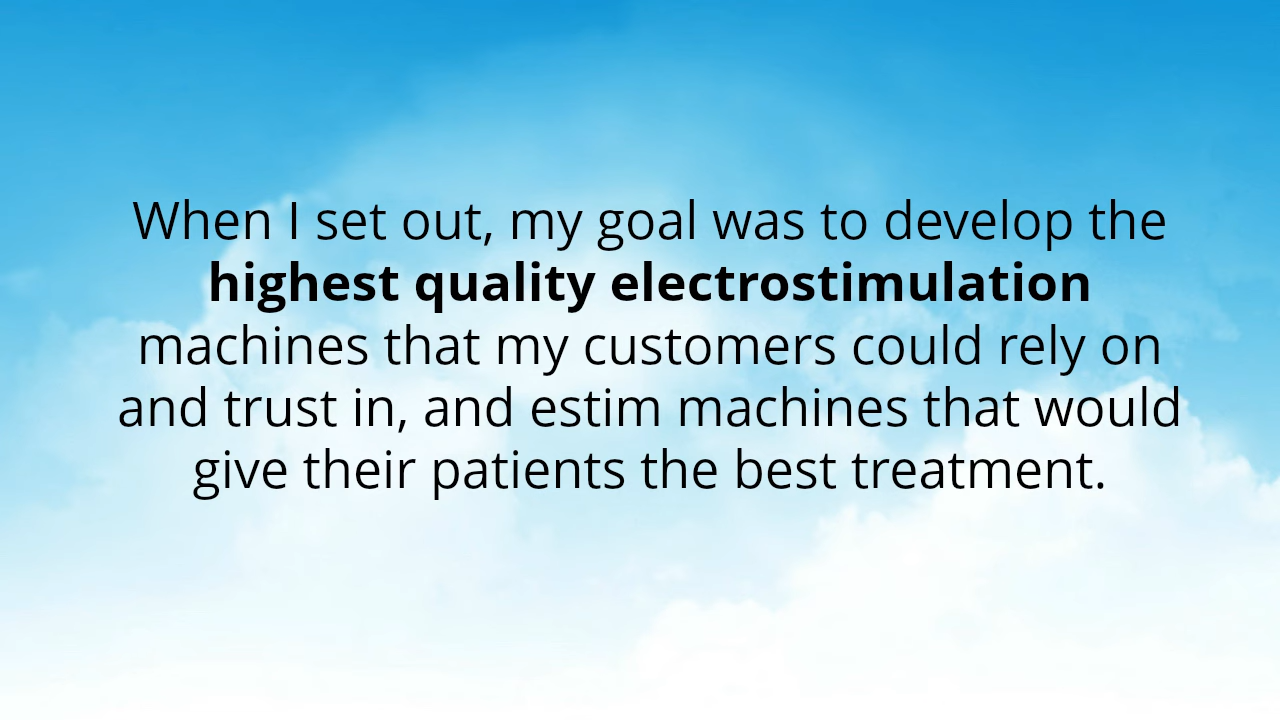 When I set out, my goal was to develop the
highest quality electrostimulation
machines that my customers could rely on
and trust in, and estim machines that would
give their patients the best treatment.